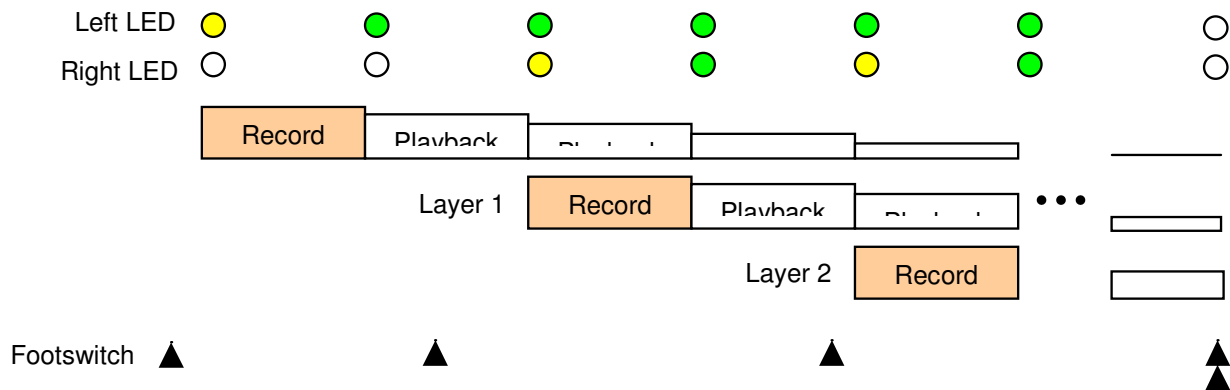 Left LED
Right LED
Record Playback
Layer 1 Record Playback
Layer 2 Record
Footswitch